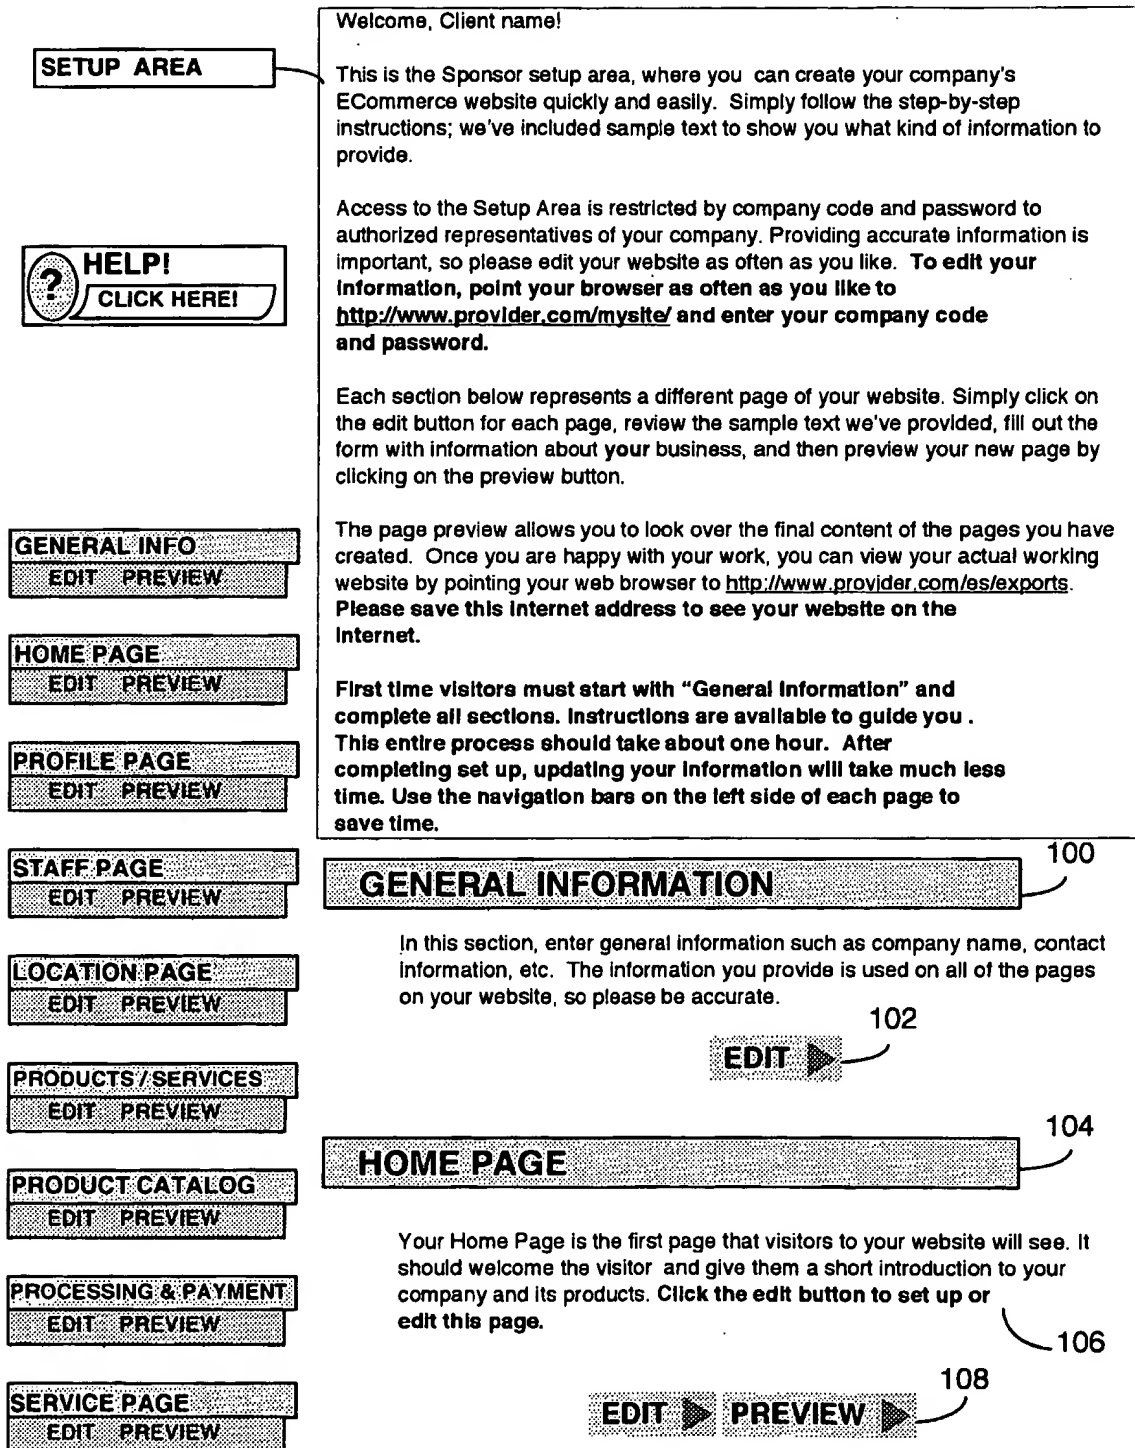 SETUP AREA
HELP!
?
CLICK HERE!
GENERAL INFO
EDIT PREVIEW
HOME PAGE
EDIT PREVIEW
PROFILE PAGE
EDIT PREVIEW
STAFF PAGE
EDIT PREVIEW
LOCATION PAGE
EDIT PREVIEW
PRODUCTS / SERVICES
EDIT PREVIEW
PRODUCT CATALOG
EDIT PREVIEW
PROCESSING & PAYMENT
EDIT PREVIEW
SERVICE PAGE
EDIT PREVIEW
Welcome, Client name!
This is the Sponsor setup area, where you can create your company's
ECommerce website quickly and easily. Simply follow the step-by-step
instructions; we've included sample text to show you what kind of information to
provide.
Access to the Setup Area is restricted by company code and password to
authorized representatives of your company. Providing accurate information is
important, so please edit your website as often as you like. To edit your
information, point your browser as often as you like to
http://www.provider.com/mysite/ and enter your company code
and password.
Each section below represents a different page of your website. Simply click on
the edit button for each page, review the sample text we've provided, fill out the
form with information about your business, and then preview your new page by
clicking on the preview button.
The page preview allows you to look over the final content of the pages you have
created. Once you are happy with your work, you can view your actual working
website by pointing your web browser to http://www.provider.com/es/exports.
Please save this Internet address to see your website on the
Internet.
First time visitors must start with “General Information” and
complete all sections. Instructions are available to guide you .
This entire process should take about one hour. After
completing set up, updating your information will take much less
time. Use the navigation bars on the left side of each page to
save time.
GENERAL INFORMATION
100
In this section, enter general information such as company name, contact
information, etc. The information you provide is used on all of the pages
on your website, so please be accurate.
102
EDIT
104
HOME PAGE
Your Home Page is the first page that visitors to your website will see. It
should welcome the visitor and give them a short introduction to your
company and its products. Click the edit button to set up or
edit this page.
106
108
EDIT PREVIEW